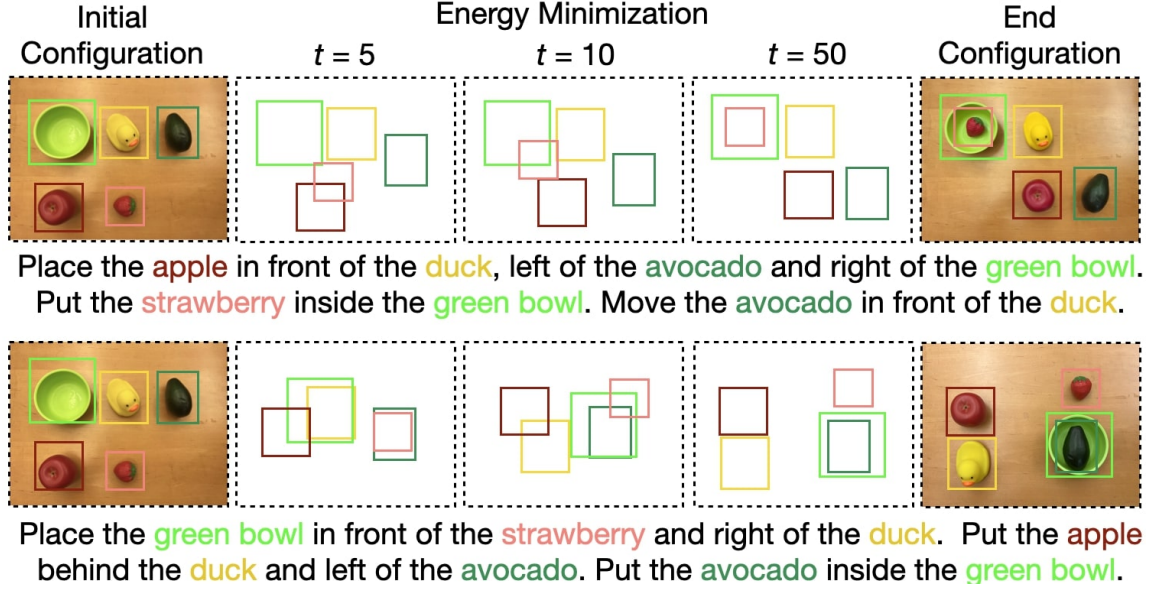 Initial Configuration
Energy Minimization
End Configuration
t = 5
t = 10
t = 50
Place the apple in front of the duck, left of the avocado and right of the green bowl.
Put the strawberry inside the green bowl. Move the avocado in front of the duck.
Place the green bowl in front of the strawberry and right of the duck.  Put the apple
behind the duck and left of the avocado. Put the avocado inside the green bowl.